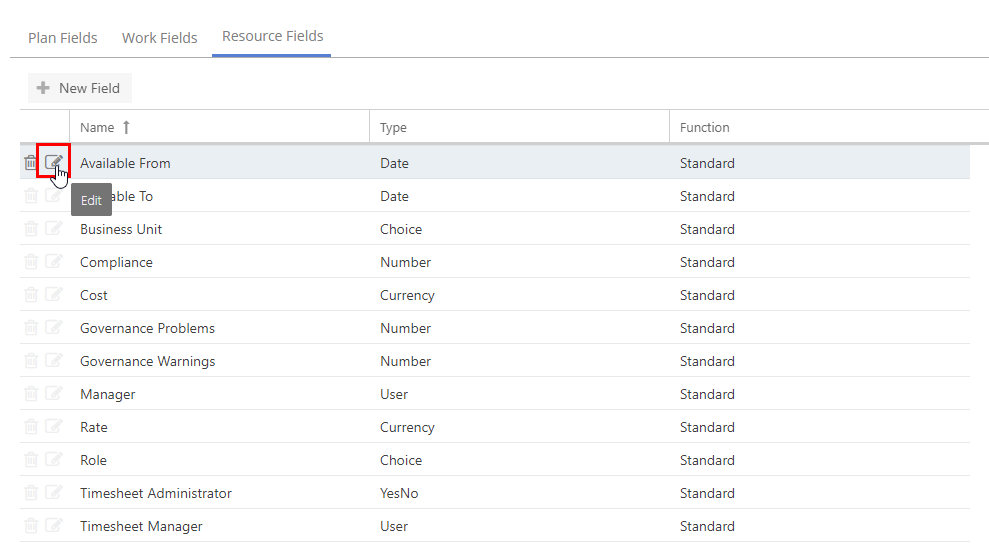 Plan Fields Work Fields Resource Fields
New Field
Name Type Function
Available From Date Standard
able To Date Standard
Edit
Business Unit Choice Standard
Compliance Number Standard
Cost Currency Standard
Governance Problems Number Standard
Governance Warnings Number Standard
Manager User Standard
Rate Currency Standard
Role Choice Standard
Timesheet Administrator YesNo Standard
Timesheet Manager User Standard